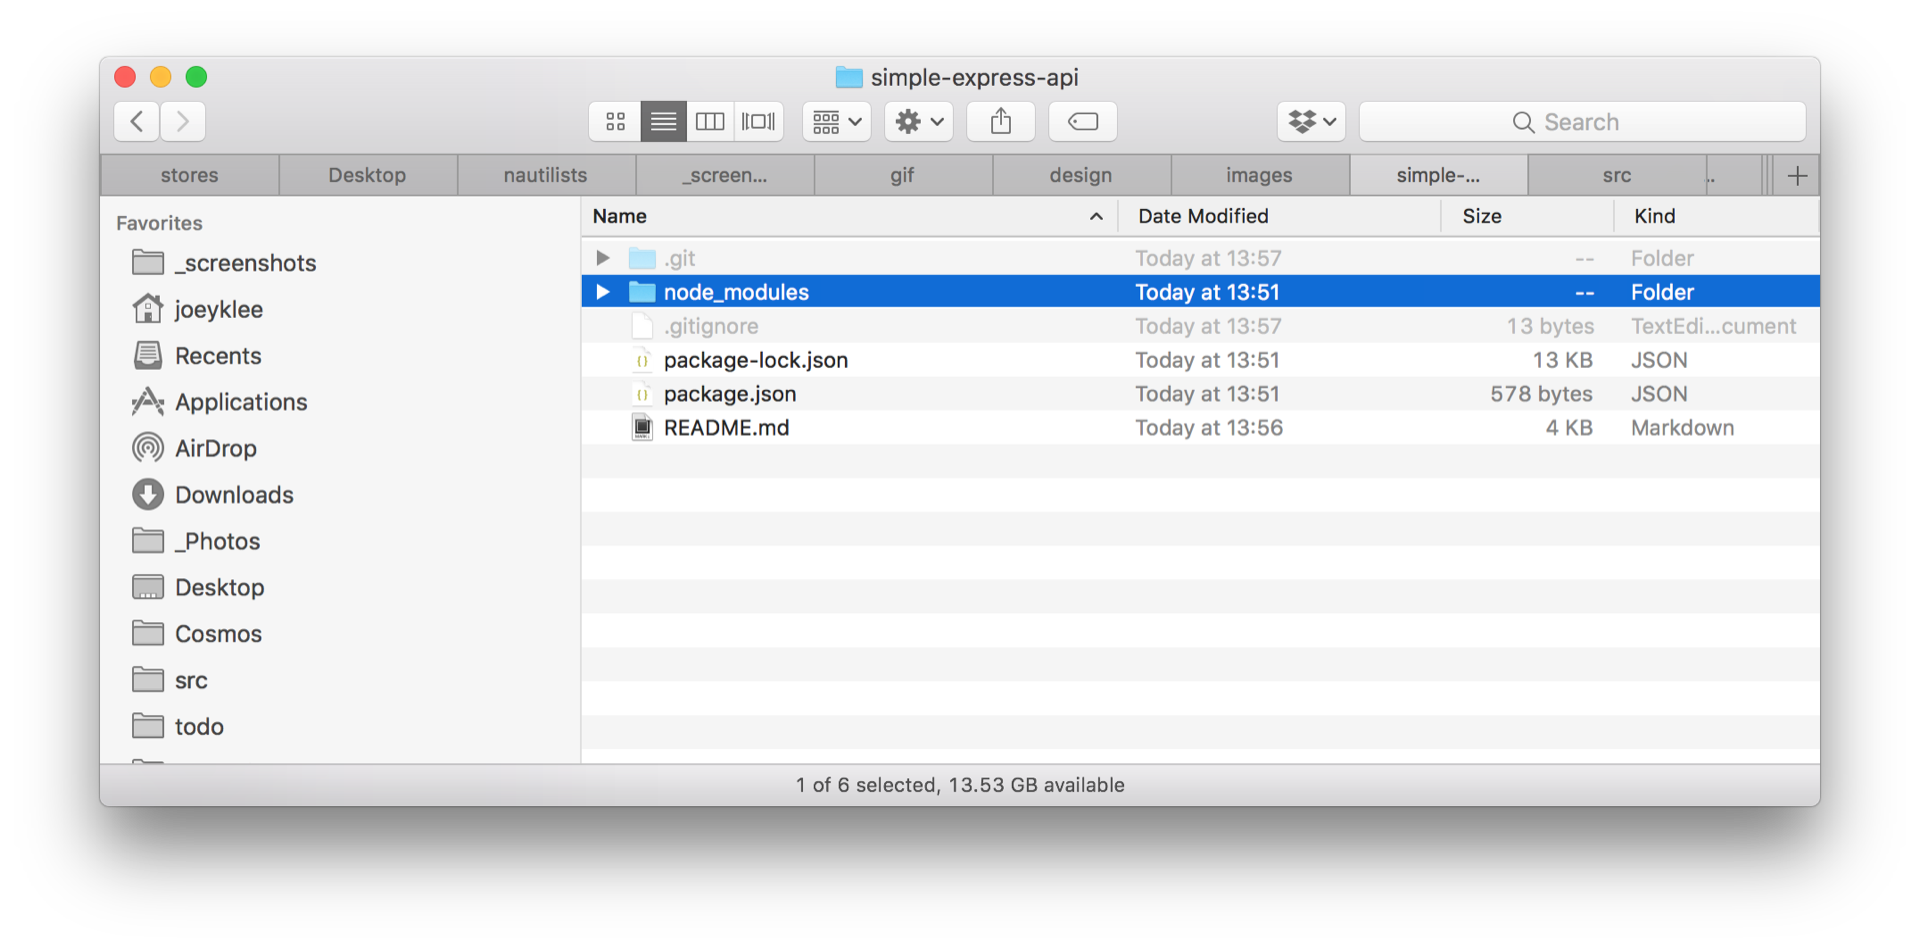 simple-express-api
Search
stores Desktop nautilists _screen... gif design images simple-... src ..
Favorites
_screenshots
joeyklee
Recents
Applications
AirDrop
Downloads
_Photos
Desktop
Cosmos
src
todo
Name Date Modified Size Kind
.git Today at 13:57 -- Folder
node_modules Today at 13:51 -- Folder
.gitignore Today at 13:57 13 bytes TextEdi...cument
package-lock.json Today at 13:51 13 KB JSON
package.json Today at 13:51 578 bytes JSON
README.md Today at 13:56 4 KB Markdown
1 of 6 selected, 13.53 GB available